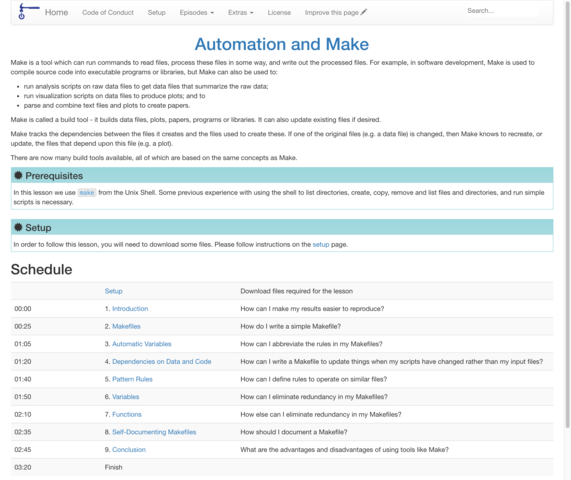 Home Code of Conduct Setup Episodes Extras License Improve this page Search...
Automation and Make
Make is a tool which can run commands to read files, process these files in some way, and write out the processed files. For example, in software development, Make is used to
compile source code into executable programs or libraries, but Make can also be used to:
run analysis scripts on raw data files to get data files that summarize the raw data;
run visualization scripts on data files to produce plots; and to
parse and combine text files and plots to create papers.
Make is called a build tool - it builds data files, plots, papers, programs or libraries. It can also update existing files if desired.
Make tracks the dependencies between the files it creates and the files used to create these. If one of the original files (e.g. a data file) is changed, then Make knows to recreate, or
update, the files that depend upon this file (e.g. a plot).
There are now many build tools available, all of which are based on the same concepts as Make.
Prerequisites
In this lesson we use make from the Unix Shell. Some previous experience with using the shell to list directories, create, copy, remove and list files and directories, and run simple
scripts is necessary.
Setup
In order to follow this lesson, you will need to download some files. Please follow instructions on the setup page.
Schedule
Setup Download files required for the lesson
00:00 1. Introduction How can I make my results easier to reproduce?
00:25 2. Makefiles How do I write a simple Makefile?
01:05 3. Automatic Variables How can I abbreviate the rules in my Makefiles?
01:20 4. Dependencies on Data and Code How can I write a Makefile to update things when my scripts have changed rather than my input files?
01:40 5. Pattern Rules How can I define rules to operate on similar files?
01:50 6. Variables How can I eliminate redundancy in my Makefiles?
02:10 7. Functions How else can I eliminate redundancy in my Makefiles?
02:35 8. Self-Documenting Makefiles How should I document a Makefile?
02:45 9. Conclusion What are the advantages and disadvantages of using tools like Make?
03:20 Finish